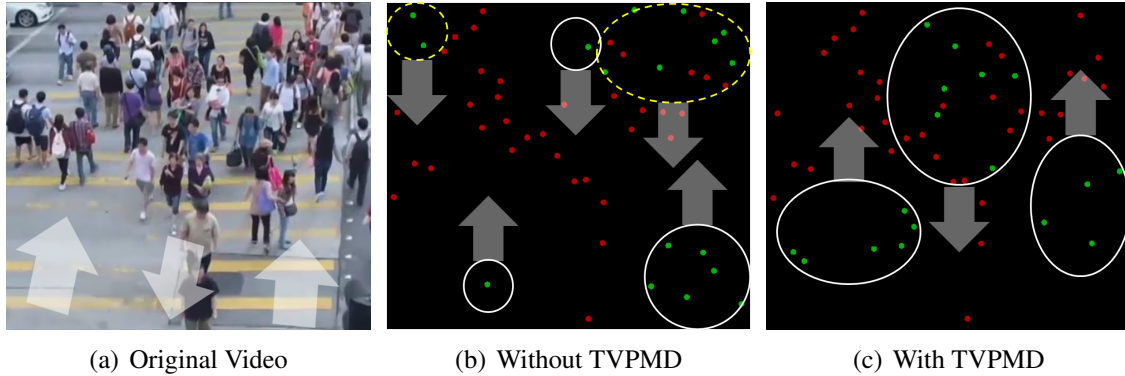 (a) Original Video
(b) Without TVPMD
(c) With TVPMD